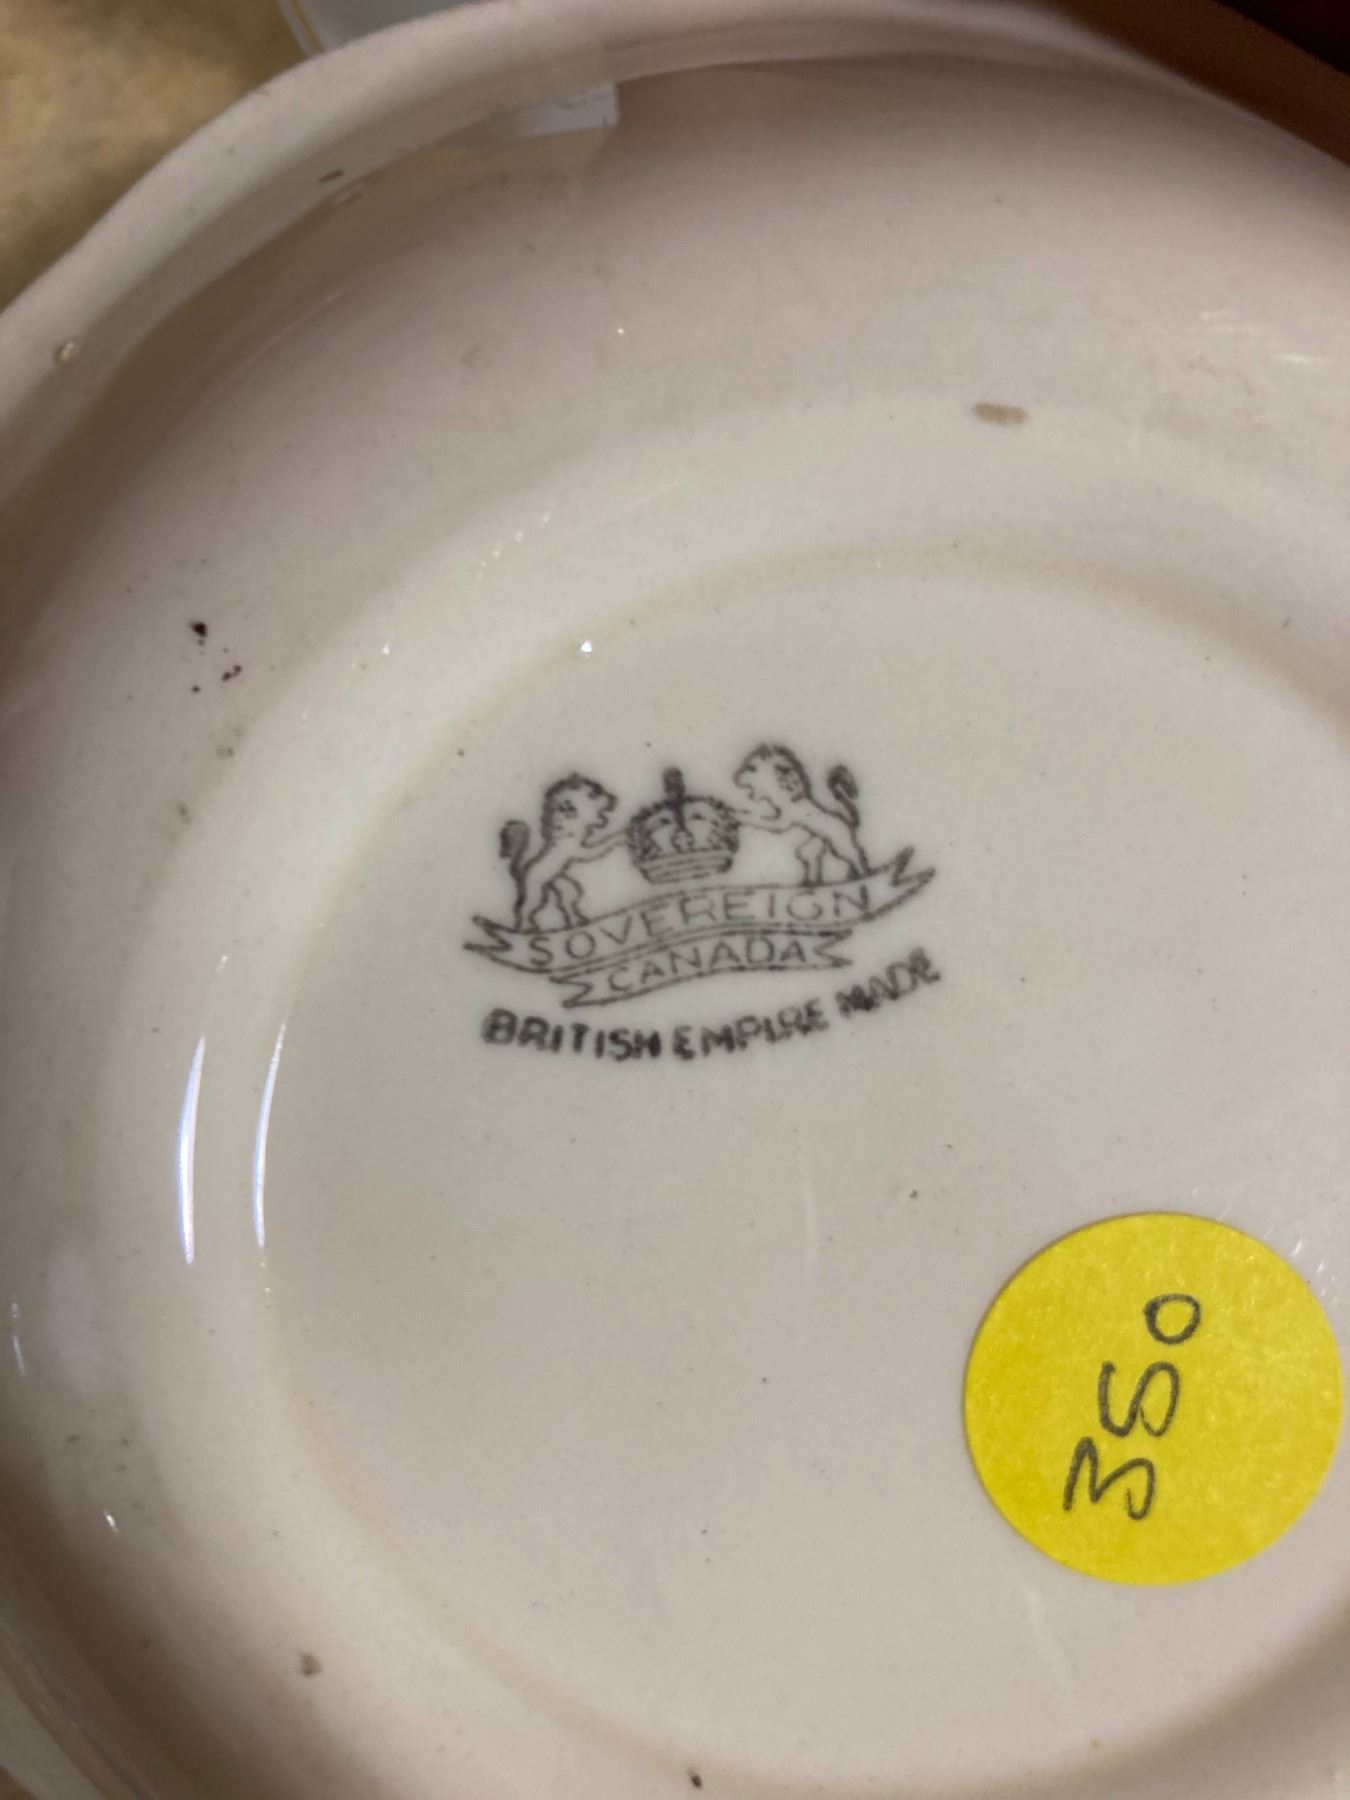 SOVEREIGN
CANADA
BRITISH EMPIRE MADE
350